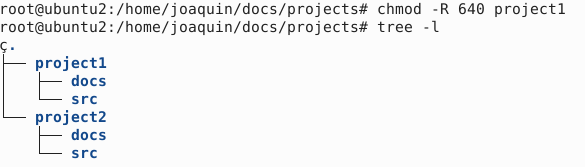 root@ubuntu2:/home/joaquin/docs/projects# chmod -R 640 project1
root@ubuntu2:/home/joaquin/docs/projects# tree -l
ç.
├── project1
│   ├── docs
│   └── src
└── project2
    ├── docs
    └── src